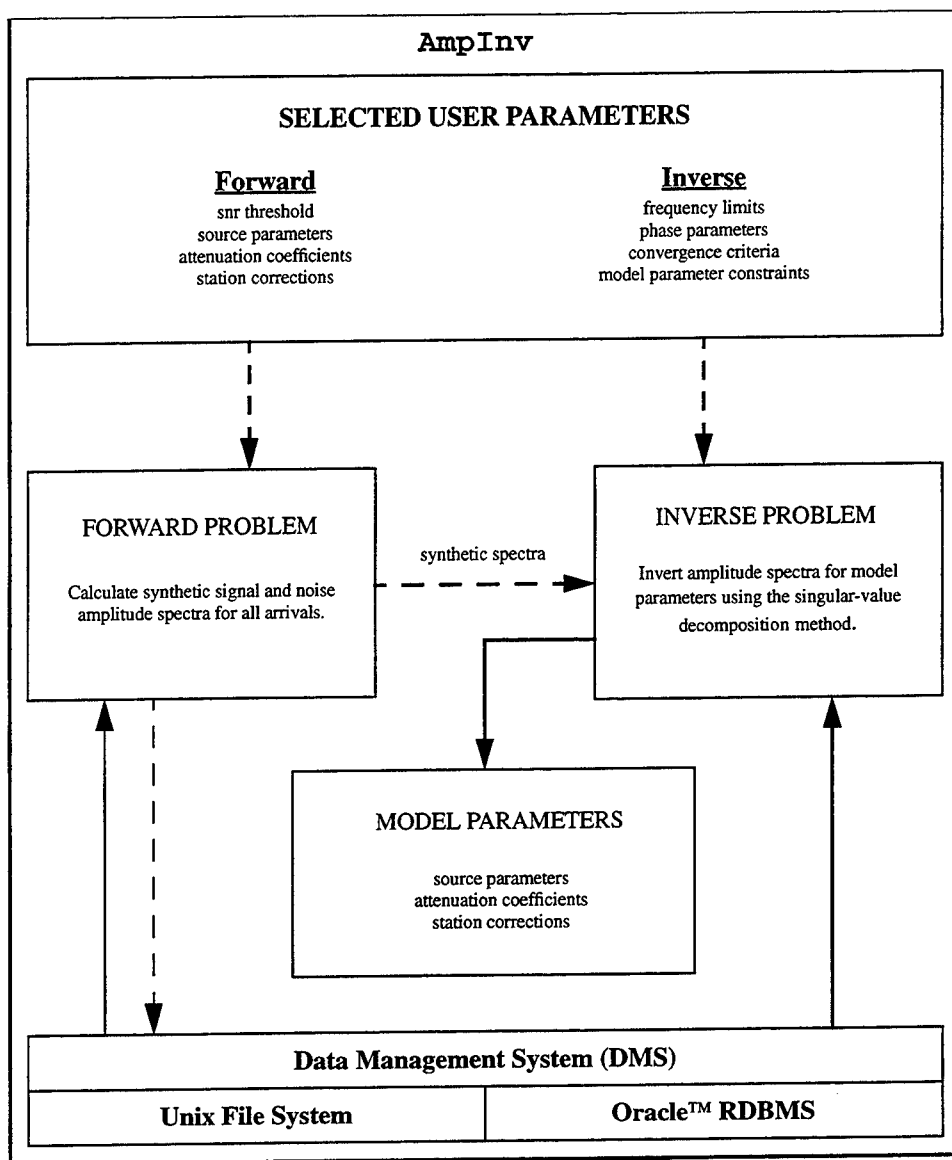 AmpInv
SELECTED USER PARAMETERS
Forward
snr threshold
source parameters
attenuation coefficients
station corrections
Inverse
frequency limits
phase parameters
convergence criteria
model parameter constraints
FORWARD PROBLEM
Calculate synthetic signal and noise
amplitude spectra for all arrivals.
synthetic spectra
INVERSE PROBLEM
Invert amplitude spectra for model
parameters using the singular-value
decomposition method.
MODEL PARAMETERS
source parameters
attenuation coefficients
station corrections
Data Management System (DMS)
Unix File System
Oracle™ RDBMS